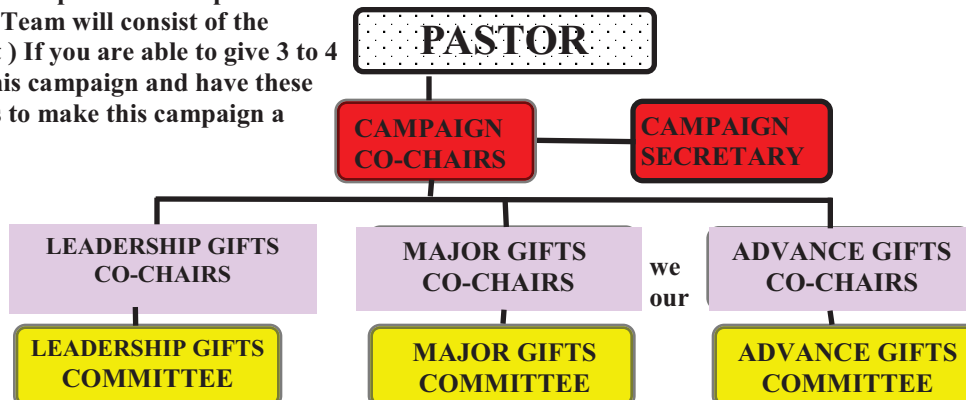 Team will consist of the
) If you are able to give 3 to 4
his campaign and have these
to make this campaign a
PASTOR
CAMPAIGN
CO-CHAIRS
CAMPAIGN
SECRETARY
LEADERSHIP GIFTS
CO-CHAIRS
MAJOR GIFTS
CO-CHAIRS
we
our
ADVANCE GIFTS
CO-CHAIRS
LEADERSHIP GIFTS
COMMITTEE
MAJOR GIFTS
COMMITTEE
ADVANCE GIFTS
COMMITTEE